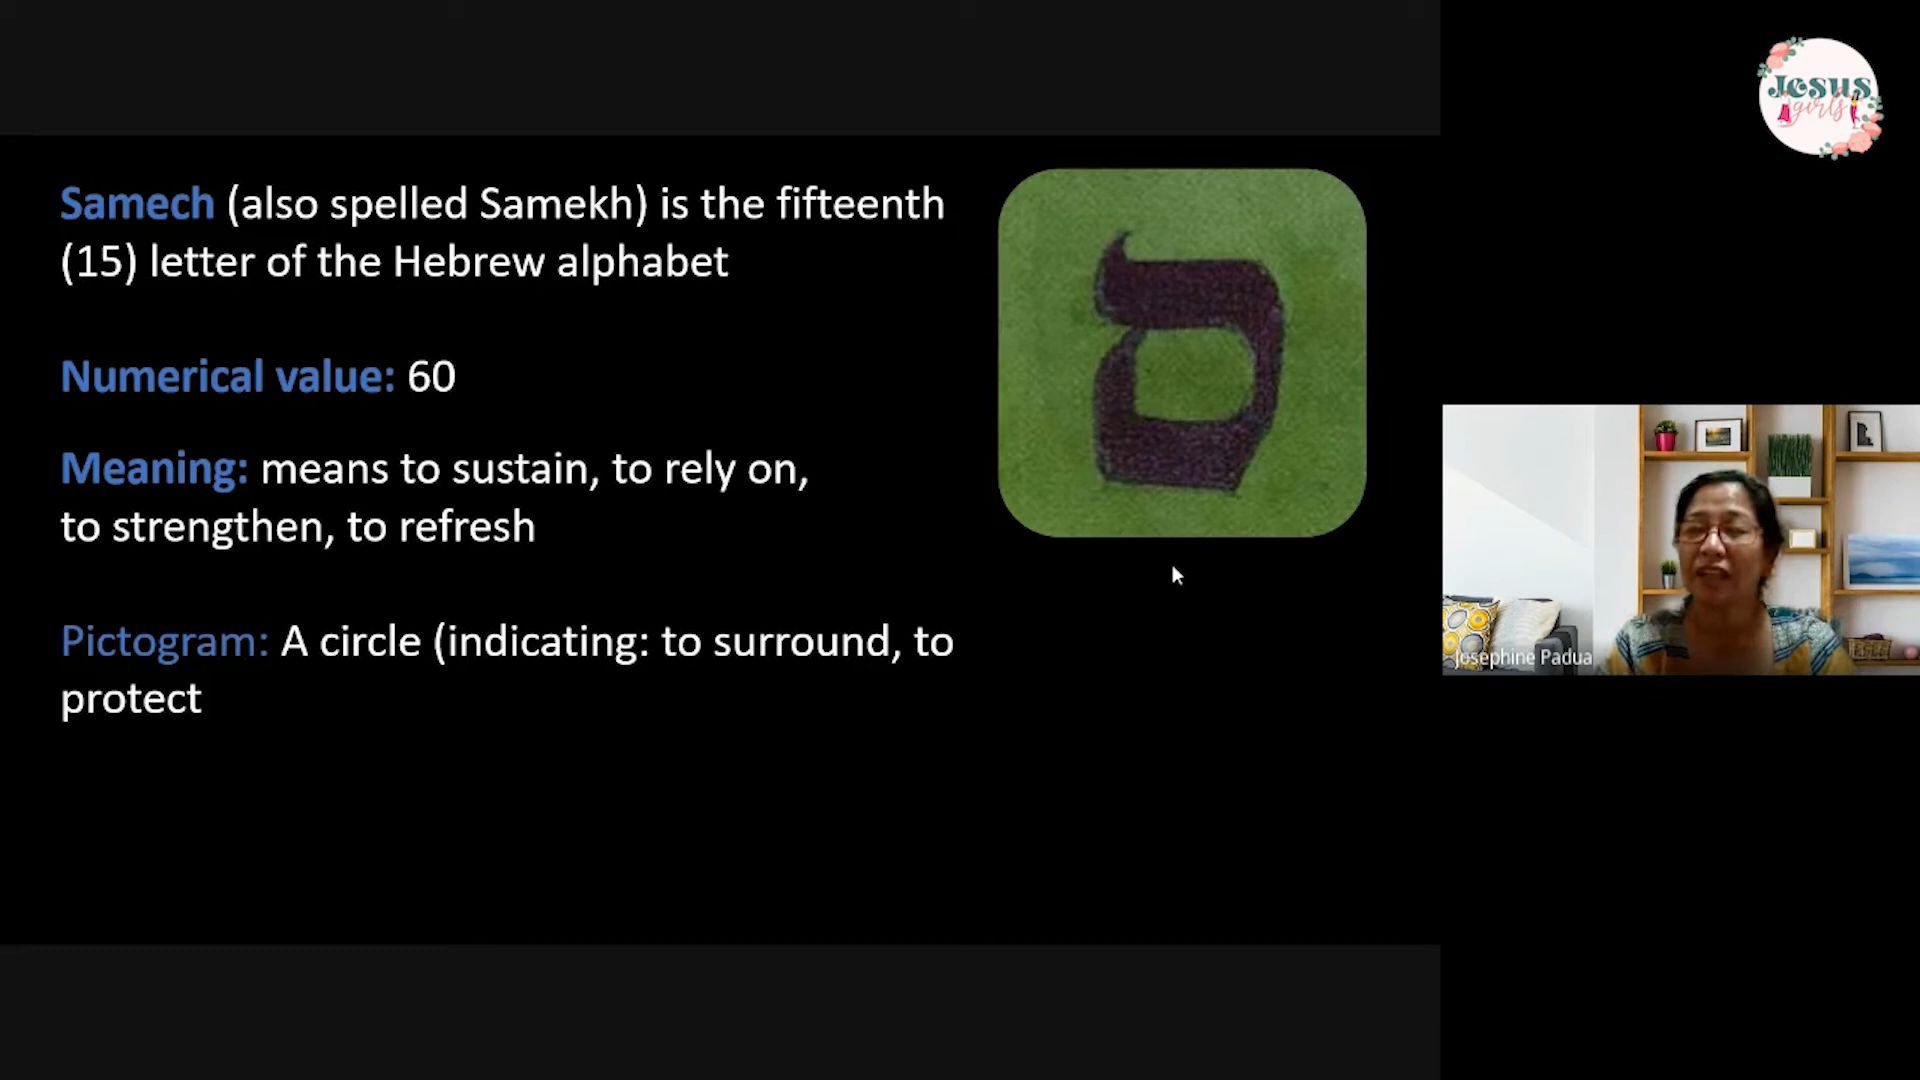 Samech (also spelled Samekh) is the fifteenth
(15) letter of the Hebrew alphabet
Numerical value: 60
Meaning: means to sustain, to rely on,
to strengthen, to refresh
Pictogram: A circle (indicating: to surround, to
protect
ס
Jesus
girls
Josephine Padua